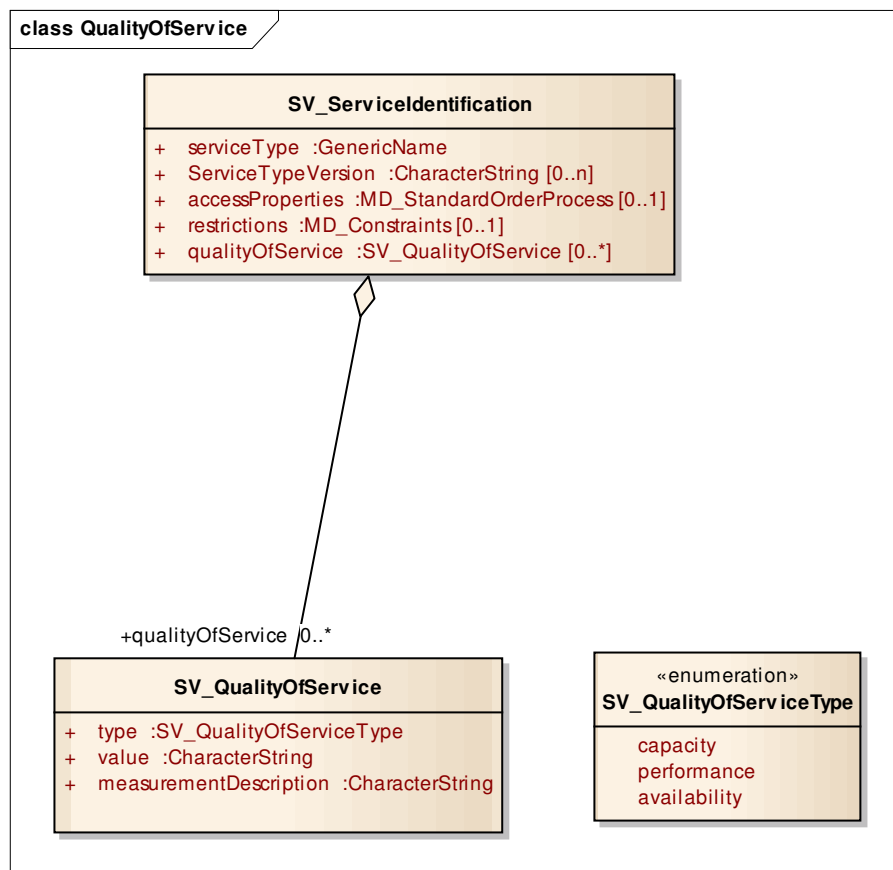 class QualityOfService
SV_ServiceIdentification
+ serviceType :GenericName
+ ServiceTypeVersion :CharacterString [0..n]
+ accessProperties :MD_StandardOrderProcess [0..1]
+ restrictions :MD_Constraints [0..1]
+ qualityOfService :SV_QualityOfService [0..*]
+qualityOfService 0..*
SV_QualityOfService
+ type :SV_QualityOfServiceType
+ value :CharacterString
+ measurementDescription :CharacterString
«enumeration»
SV_QualityOfServiceType
capacity
performance
availability